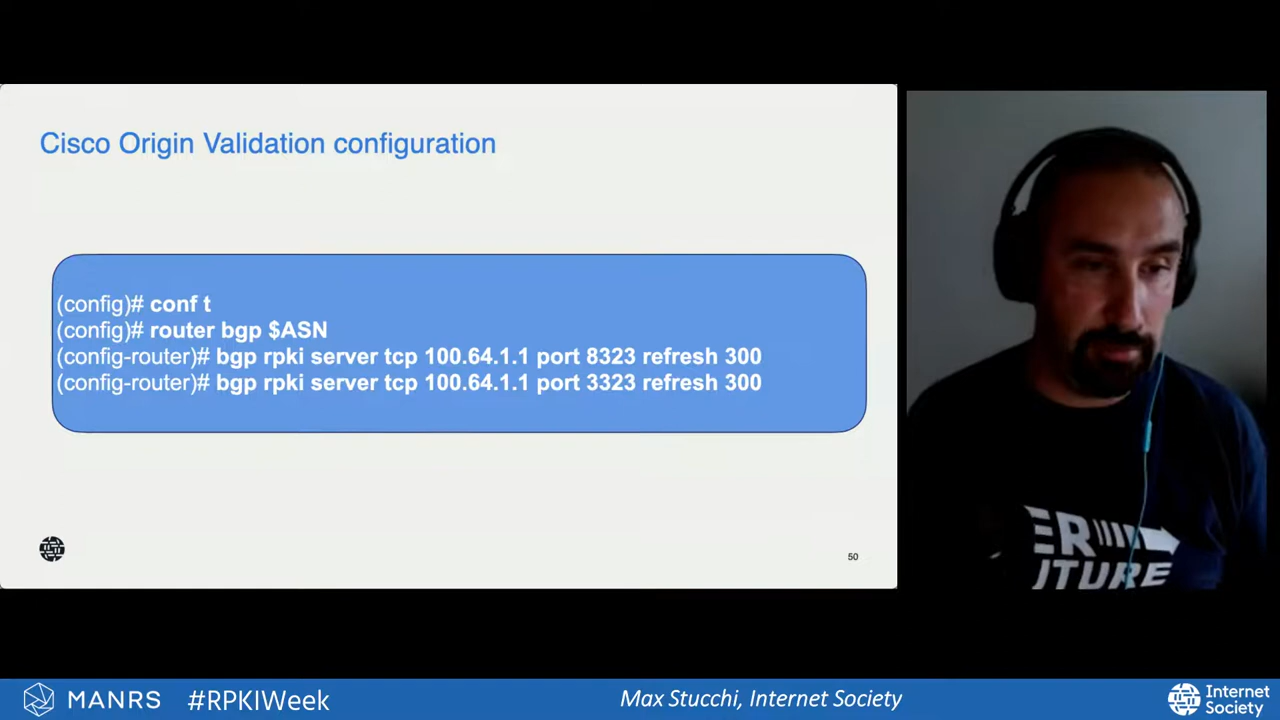 Cisco Origin Validation configuration
(config)# conf t
(config)# router bgp $ASN
(config-router)# bgp rpki server tcp 100.64.1.1 port 8323 refresh 300
(config-router)# bgp rpki server tcp 100.64.1.1 port 3323 refresh 300
50
ER
UTURE
MANRS
#RPKIWeek
Max Stucchi, Internet Society
Internet
Society